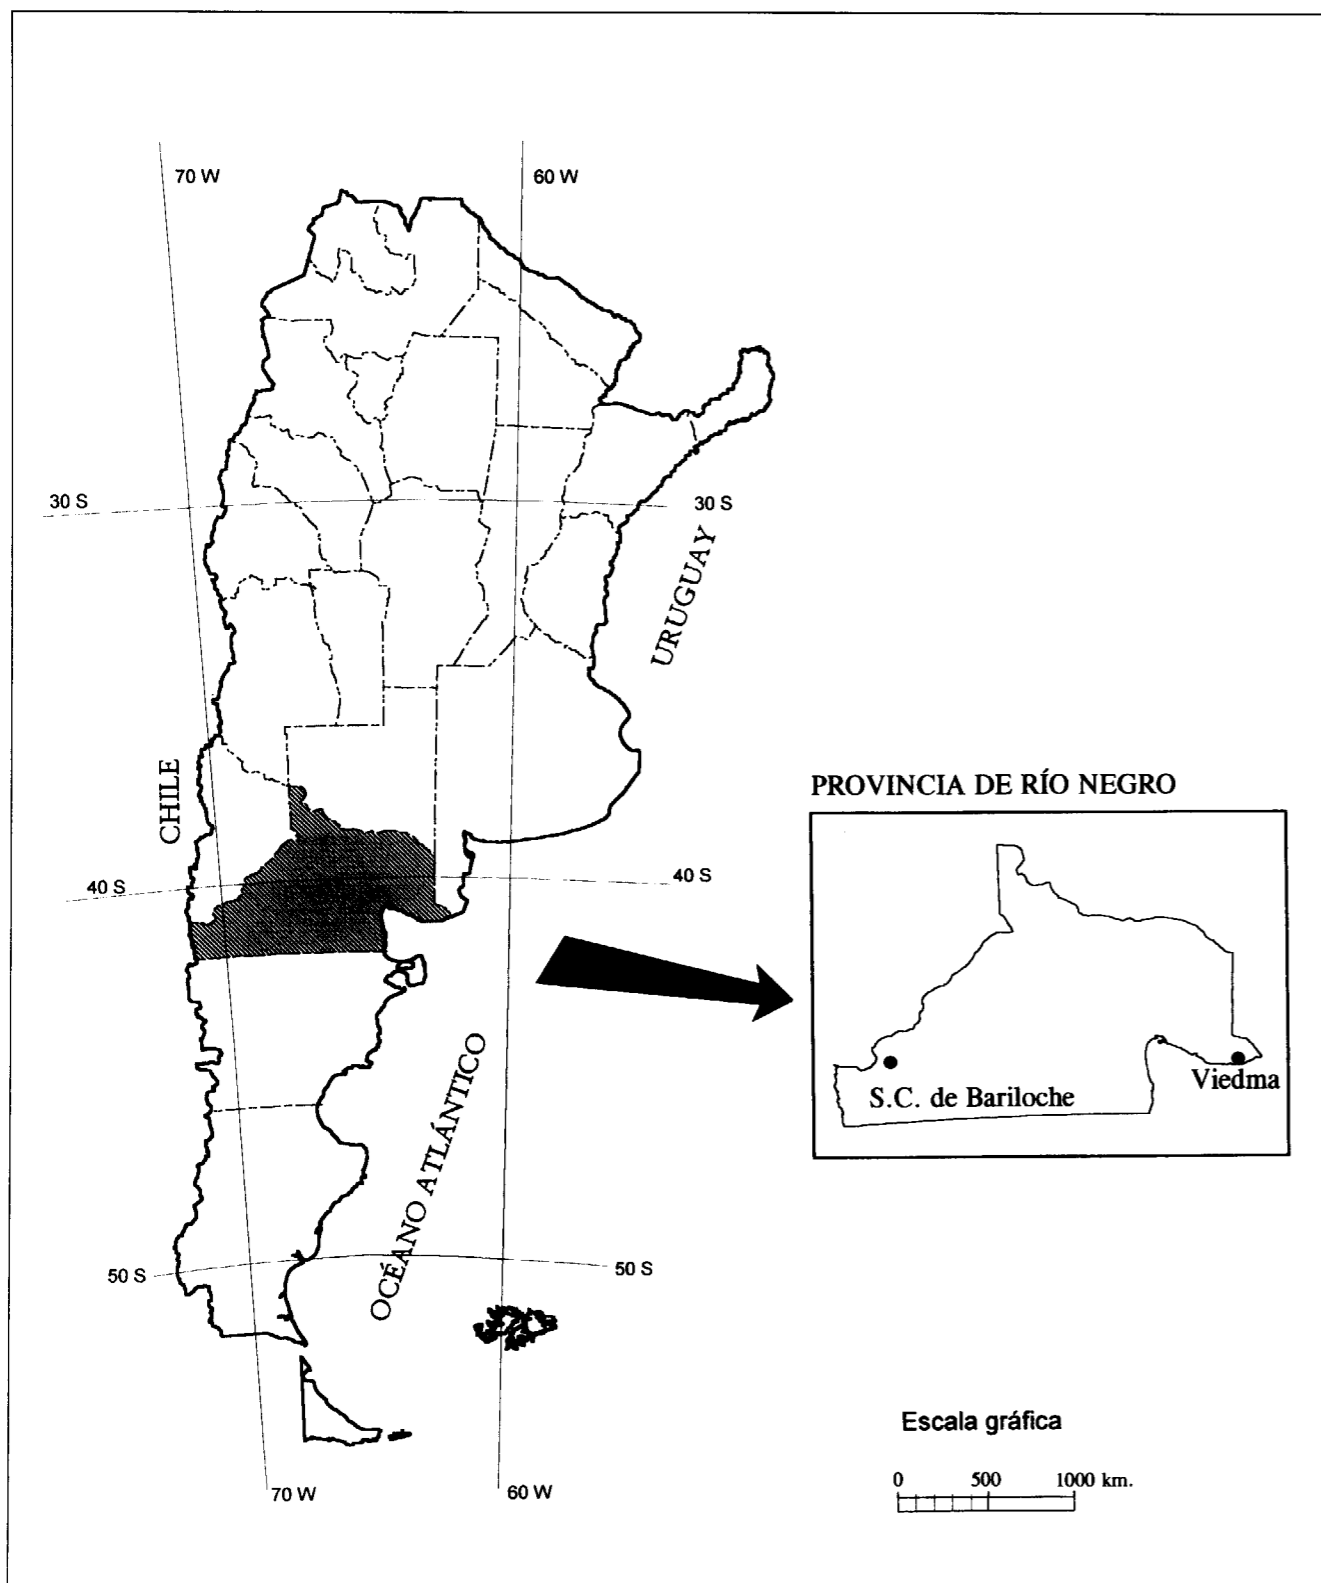 70 W
60 W
30 S
30 S
URUGUAY
CHILE
PROVINCIA DE RÍO NEGRO
40 S
40 S
S.C. de Bariloche
Viedma
OCÉANO ATLÁNTICO
50 S
50 S
Escala gráfica
0 500 1000 km.
70 W
60 W